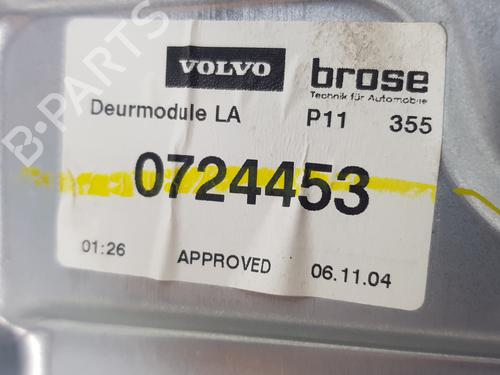 VOLVO
brose
Technik für Automobile
Deurmodule LA P11 355
0724453
01:26 APPROVED 06.11.04
B-PARTS